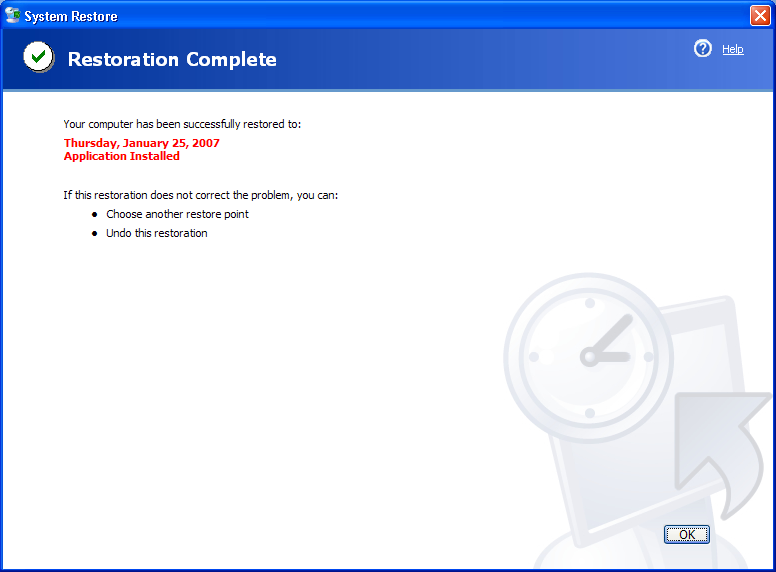 System Restore
Restoration Complete
? Help
Your computer has been successfully restored to:
Thursday, January 25, 2007
Application Installed
If this restoration does not correct the problem, you can:
● Choose another restore point
● Undo this restoration
OK